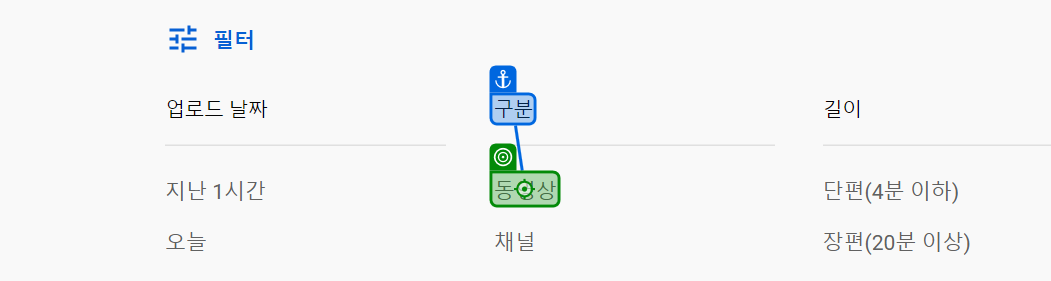 필터
업로드 날짜
구분
길이
지난 1시간
동영상
단편(4분 이하)
오늘
채널
장편(20분 이상)